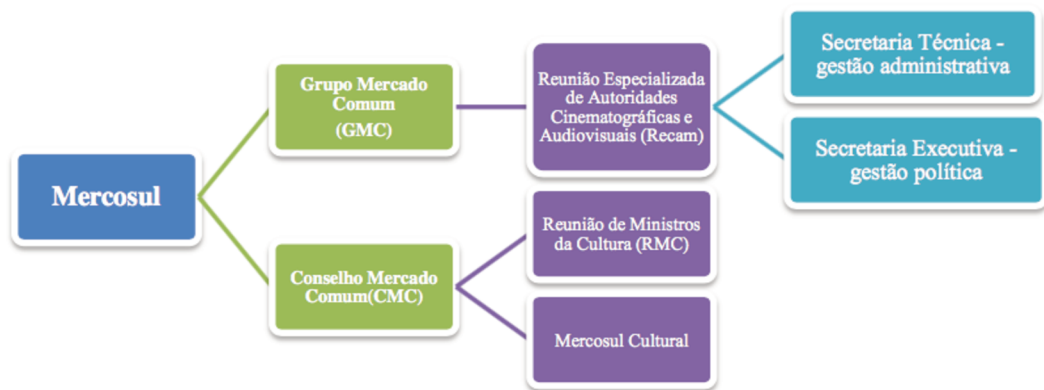 Mercosul
Grupo Mercado
Comum
(GMC)
Conselho Mercado
Comum(CMC)
Reunião Especializada
de Autoridades
Cinematográficas e
Audiovisuais (Recam)
Reunião de Ministros
da Cultura (RMC)
Mercosul Cultural
Secretaria Técnica -
gestão administrativa
Secretaria Executiva -
gestão política